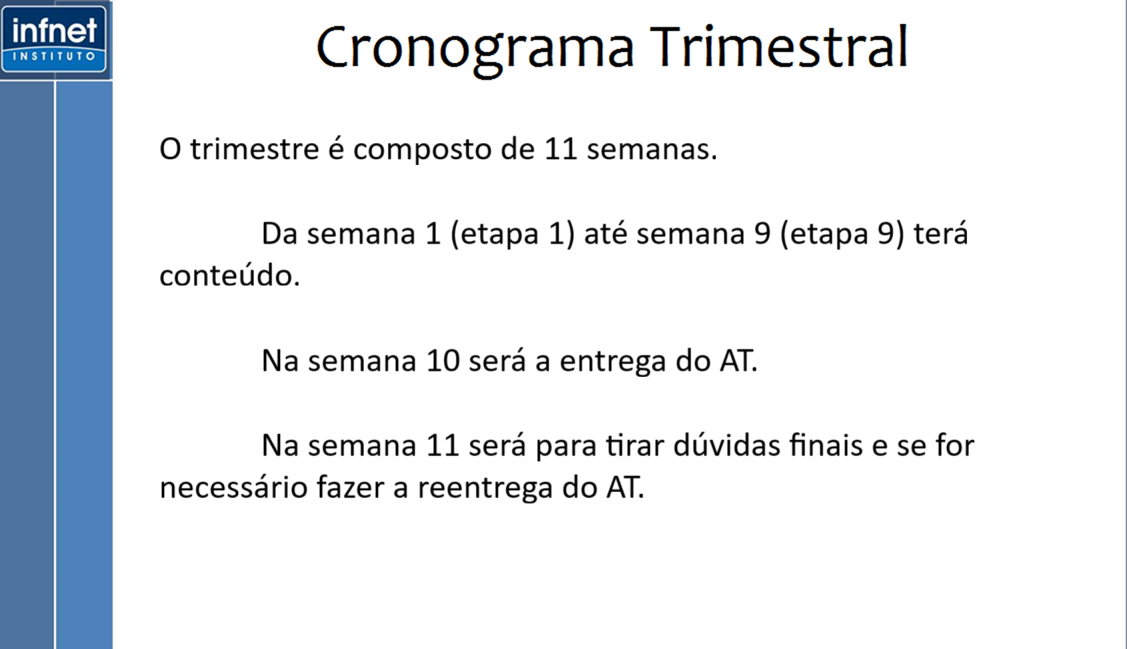 infnet
INSTITUTO
Cronograma Trimestral
O trimestre é composto de 11 semanas.
Da semana 1 (etapa 1) até semana 9 (etapa 9) terá
conteúdo.
Na semana 10 será a entrega do AT.
Na semana 11 será para tirar dúvidas finais e se for
necessário fazer a reentrega do AT.